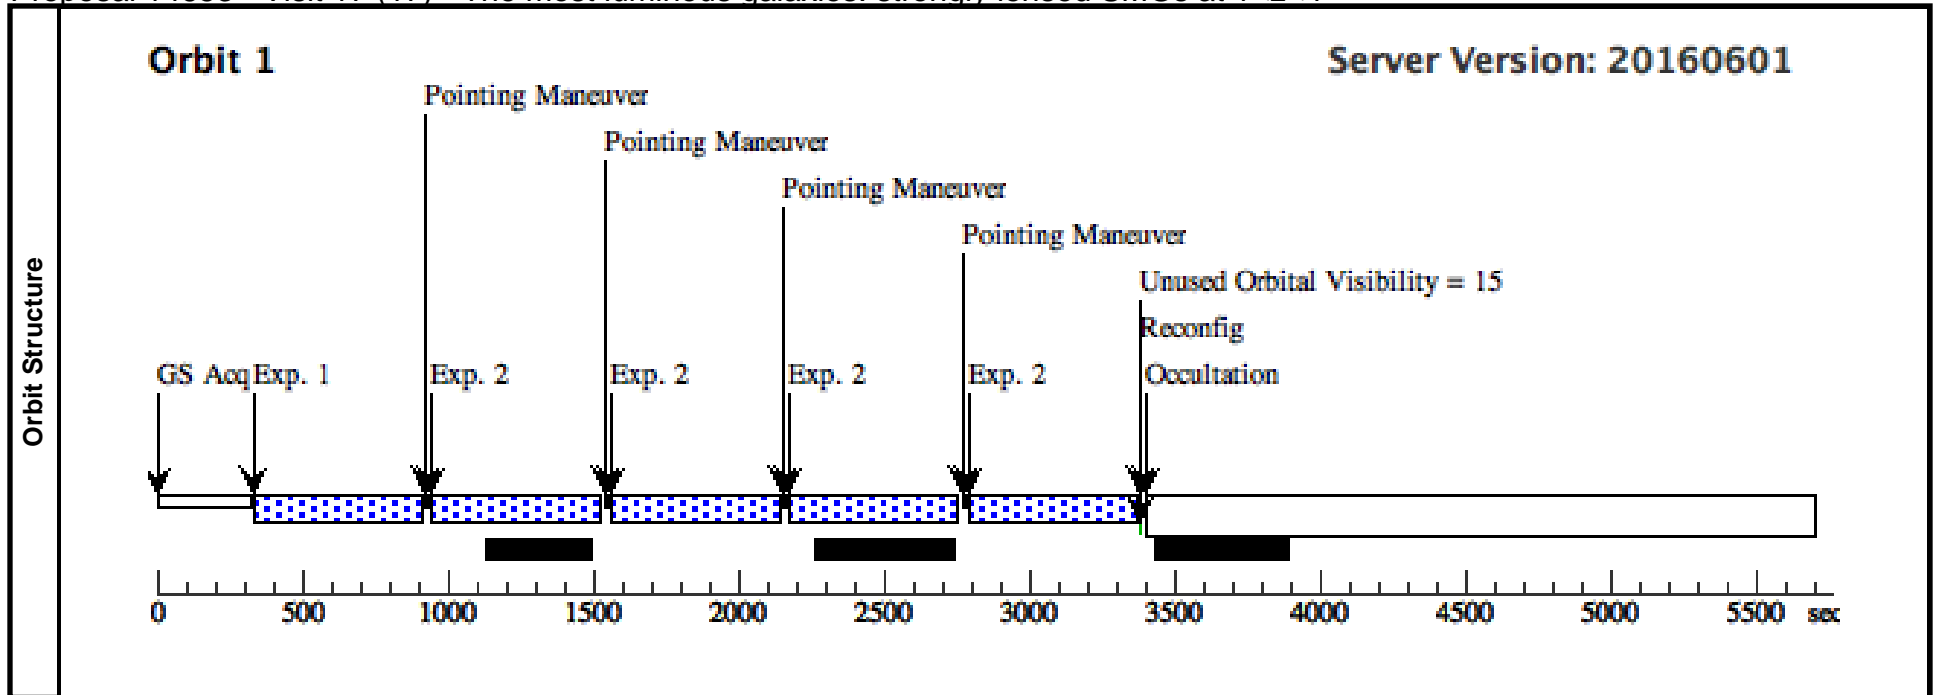 Orbit Structure
Orbit 1
Server Version: 20160601
Pointing Maneuver
Pointing Maneuver
Pointing Maneuver
Pointing Maneuver
Unused Orbital Visibility = 15
Reconfig
GS Acq Exp. 1 Exp. 2 Exp. 2 Exp. 2 Exp. 2 Occultation
0 500 1000 1500 2000 2500 3000 3500 4000 4500 5000 5500 sec